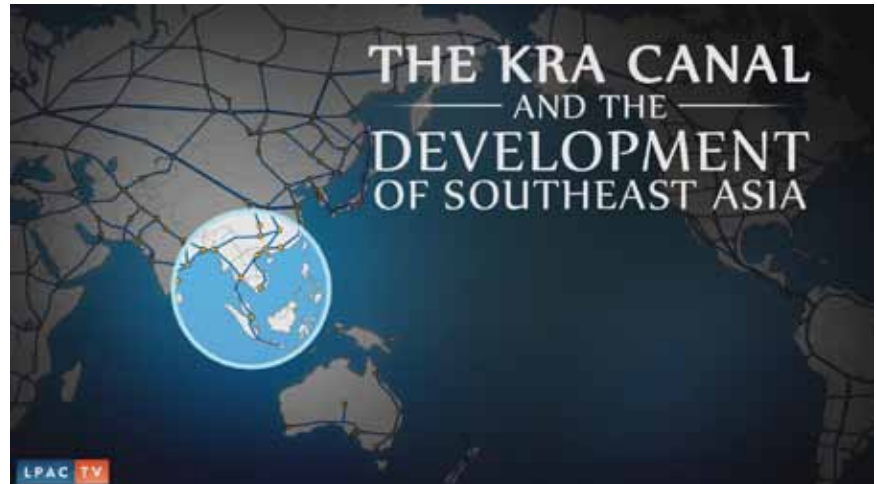 THE KRA CANAL
AND THE
DEVELOPMENT
OF SOUTHEAST ASIA
LPAC TV